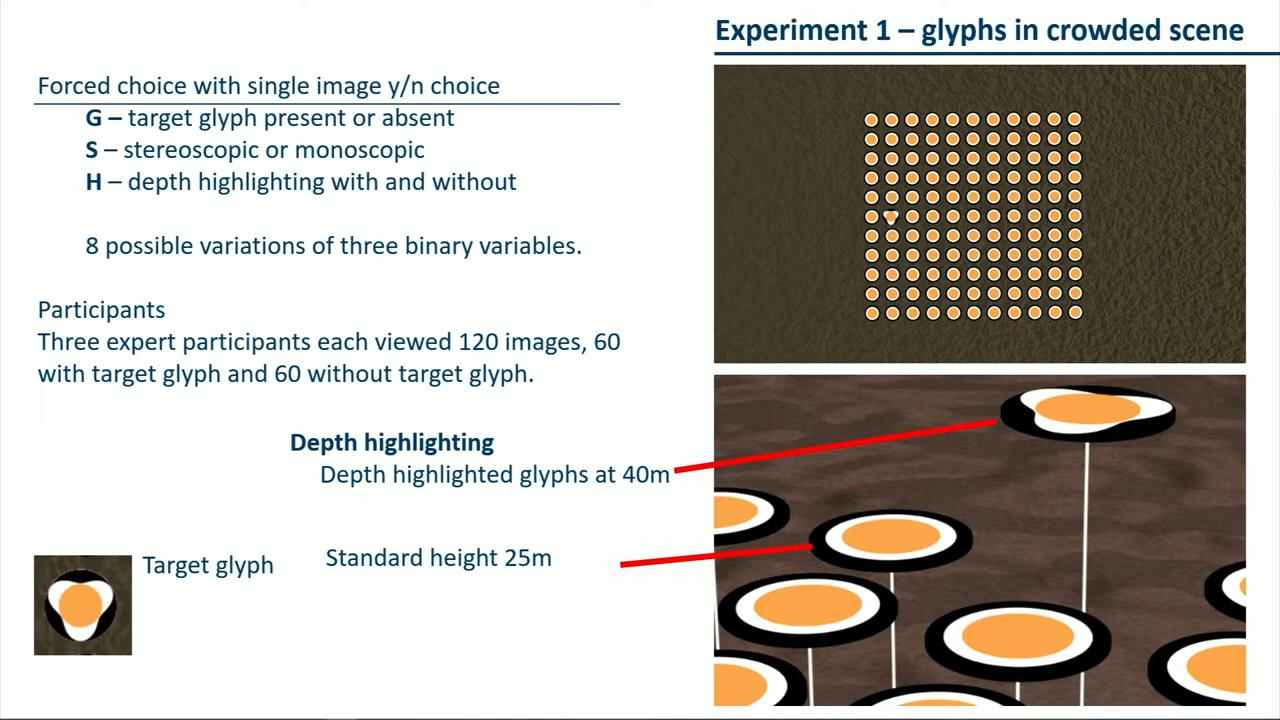 Experiment 1 – glyphs in crowded scene
Forced choice with single image y/n choice
G – target glyph present or absent
S – stereoscopic or monoscopic
H – depth highlighting with and without
8 possible variations of three binary variables.
Participants
Three expert participants each viewed 120 images, 60
with target glyph and 60 without target glyph.
Depth highlighting
Depth highlighted glyphs at 40m
Standard height 25m
Target glyph